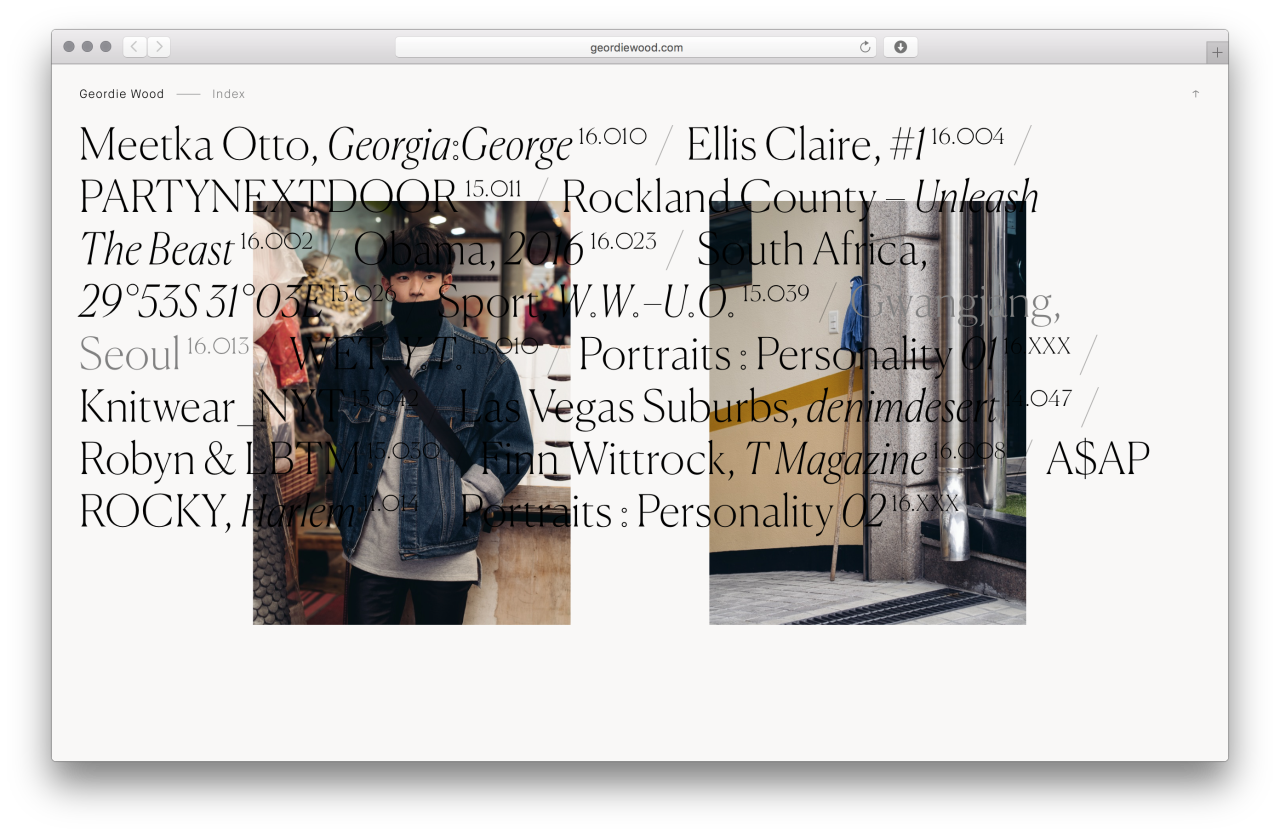 geordiewood.com
Geordie Wood — Index ↑
Meetka Otto, Georgia:George 16.010 / Ellis Claire, #1 16.004 /
PARTYNEXTDOOR 15.011 / Rockland County – Unleash
The Beast 16.002 / Obama, 2016 16.023 / South Africa,
29°53S 31°03E 15.026 / Sport, W.W.–U.O. 15.039 / Gwangjang,
Seoul 16.013 / WET, Y.T. 15.010 / Portraits : Personality 01 16.XXX /
Knitwear_NYT 15.042 / Las Vegas Suburbs, denimdesert 14.047 /
Robyn & LBTM 15.030 / Finn Wittrock, T Magazine 16.008 / A$AP
ROCKY, Harlem 11.014 / Portraits : Personality 02 16.XXX